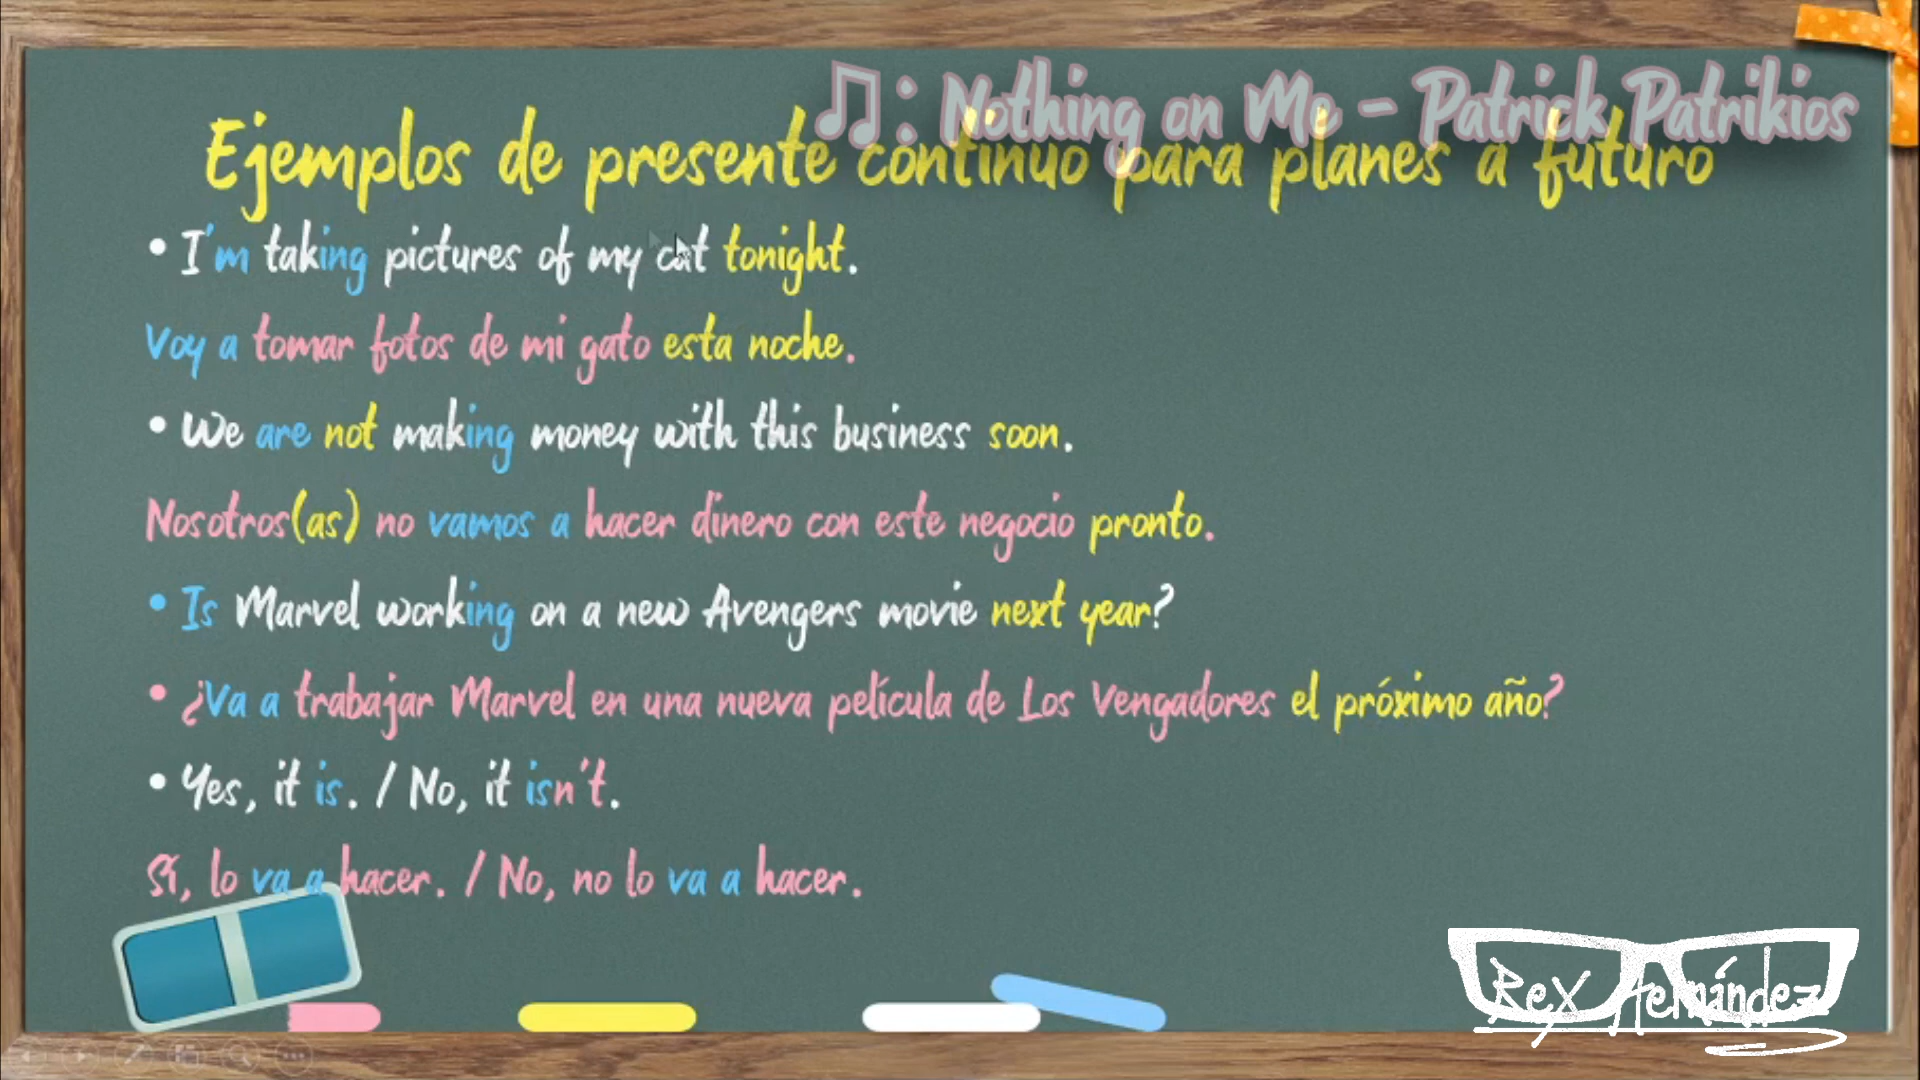 ♫: Nothing on Me - Patrick Patrikios
Ejemplos de presente continuo para planes a futuro
• I'm taking pictures of my cat tonight.
Voy a tomar fotos de mi gato esta noche.
• We are not making money with this business soon.
Nosotros(as) no vamos a hacer dinero con este negocio pronto.
• Is Marvel working on a new Avengers movie next year?
• ¿Va a trabajar Marvel en una nueva película de Los Vengadores el próximo año?
• Yes, it is. / No, it isn't.
Sí, lo va a hacer. / No, no lo va a hacer.
Rex Hernández